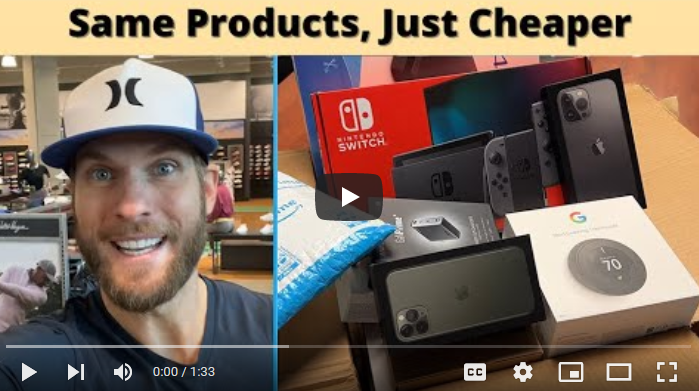 Same Products, Just Cheaper
NINTENDO
SWITCH
G
70
0:00 / 1:33
CC